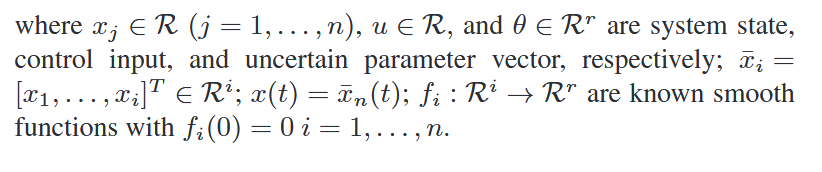 where $x_j \in \mathcal{R}$ $(j = 1, \ldots, n)$, $u \in \mathcal{R}$, and $\theta \in \mathcal{R}^r$ are system state,
control input, and uncertain parameter vector, respectively; $\bar{x}_i =$
$[x_1, \ldots, x_i]^T \in \mathcal{R}^i$; $x(t) = \bar{x}_n(t)$; $f_i : \mathcal{R}^i \rightarrow \mathcal{R}^r$ are known smooth
functions with $f_i(0) = 0$ $i = 1, \ldots, n$.